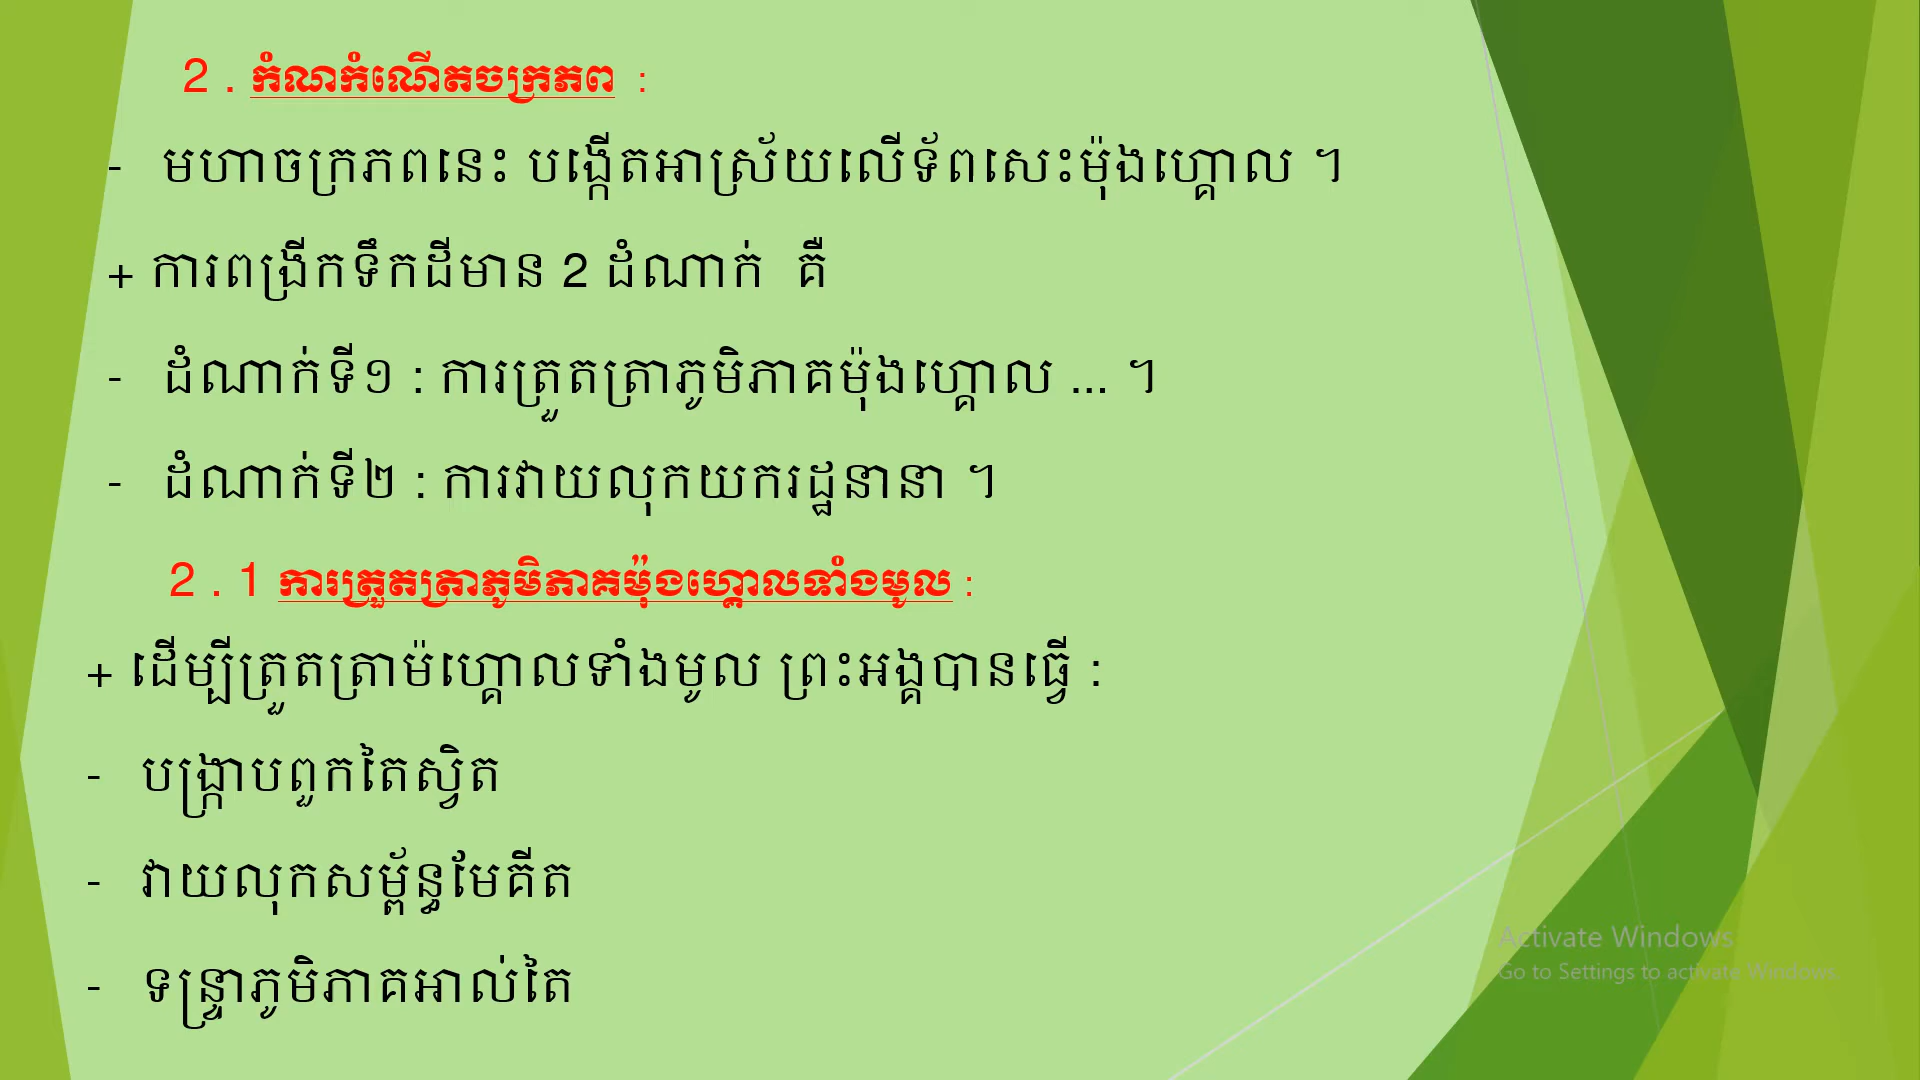 2 . កំណកំណើតចក្រភព :
- មហាចក្រភពនេះ បង្កើតអាស្រ័យលើទ័ពសេះម៉ុងហ្គោល ។
+ ការពង្រីកទឹកដីមាន 2 ដំណាក់ គឺ
- ដំណាក់ទី១ : ការត្រួតត្រាភូមិភាគម៉ុងហ្គោល ... ។
- ដំណាក់ទី២ : ការវាយលុកយករដ្ឋនានា ។
2 . 1 ការត្រួតត្រាភូមិភាគម៉ុងហ្គោលទាំងមូល :
+ ដើម្បីត្រួតត្រាម៉ហ្គោលទាំងមូល ព្រះអង្គបានធ្វើ :
- បង្ក្រាបពួកតៃស្វិត
- វាយលុកសម្ព័ន្ធមែគីត
- ទន្ទ្រាភូមិភាគអាល់តៃ
Activate Windows
Go to Settings to activate Windows.